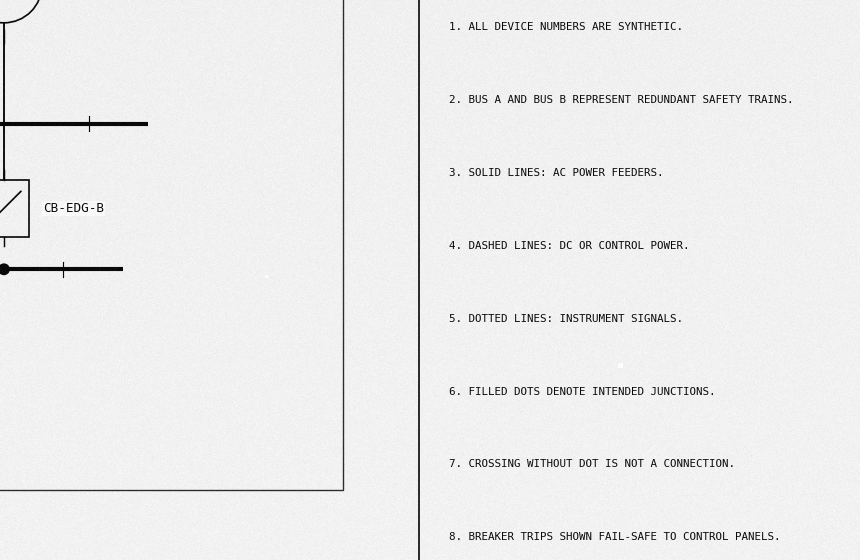 CB-EDG-B
1. ALL DEVICE NUMBERS ARE SYNTHETIC.
2. BUS A AND BUS B REPRESENT REDUNDANT SAFETY TRAINS.
3. SOLID LINES: AC POWER FEEDERS.
4. DASHED LINES: DC OR CONTROL POWER.
5. DOTTED LINES: INSTRUMENT SIGNALS.
6. FILLED DOTS DENOTE INTENDED JUNCTIONS.
7. CROSSING WITHOUT DOT IS NOT A CONNECTION.
8. BREAKER TRIPS SHOWN FAIL-SAFE TO CONTROL PANELS.